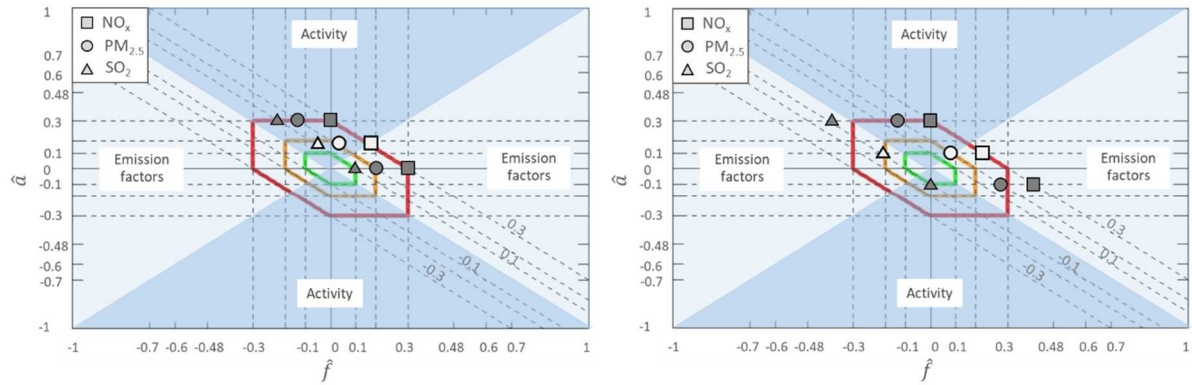 1
0.7
0.6
0.48
0.3
0.1
0
-0.1
-0.3
-0.48
-0.6
-0.7
-1
â
NOx
PM2.5
SO2
Activity
Emission
factors
Emission
factors
Activity
0.3
0.1
-0.1
-0.3
-1 -0.7 -0.6 -0.48 -0.3 -0.1 0 0.1 0.3 0.48 0.6 0.7 1
f̂
1
0.7
0.6
0.48
0.3
0.1
0
-0.1
-0.3
-0.48
-0.6
-0.7
-1
â
NOx
PM2.5
SO2
Activity
Emission
factors
Emission
factors
Activity
0.3
0.1
-0.1
-0.3
-1 -0.7 -0.6 -0.48 -0.3 -0.1 0 0.1 0.3 0.48 0.6 0.7 1
f̂